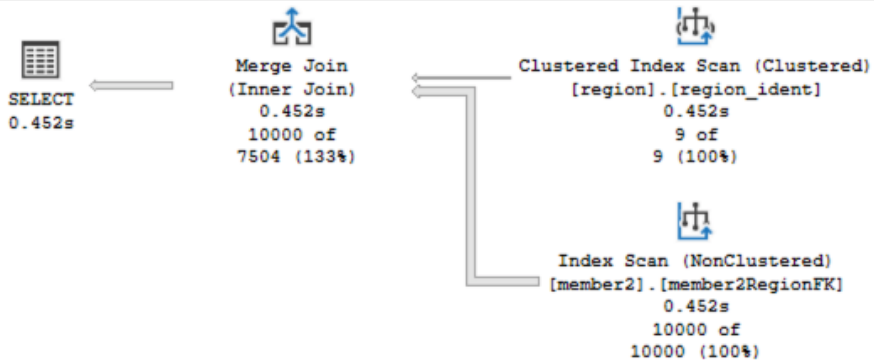 SELECT
0.452s
Merge Join
(Inner Join)
0.452s
10000 of
7504 (133%)
Clustered Index Scan (Clustered)
[region].[region_ident]
0.452s
9 of
9 (100%)
Index Scan (NonClustered)
[member2].[member2RegionFK]
0.452s
10000 of
10000 (100%)